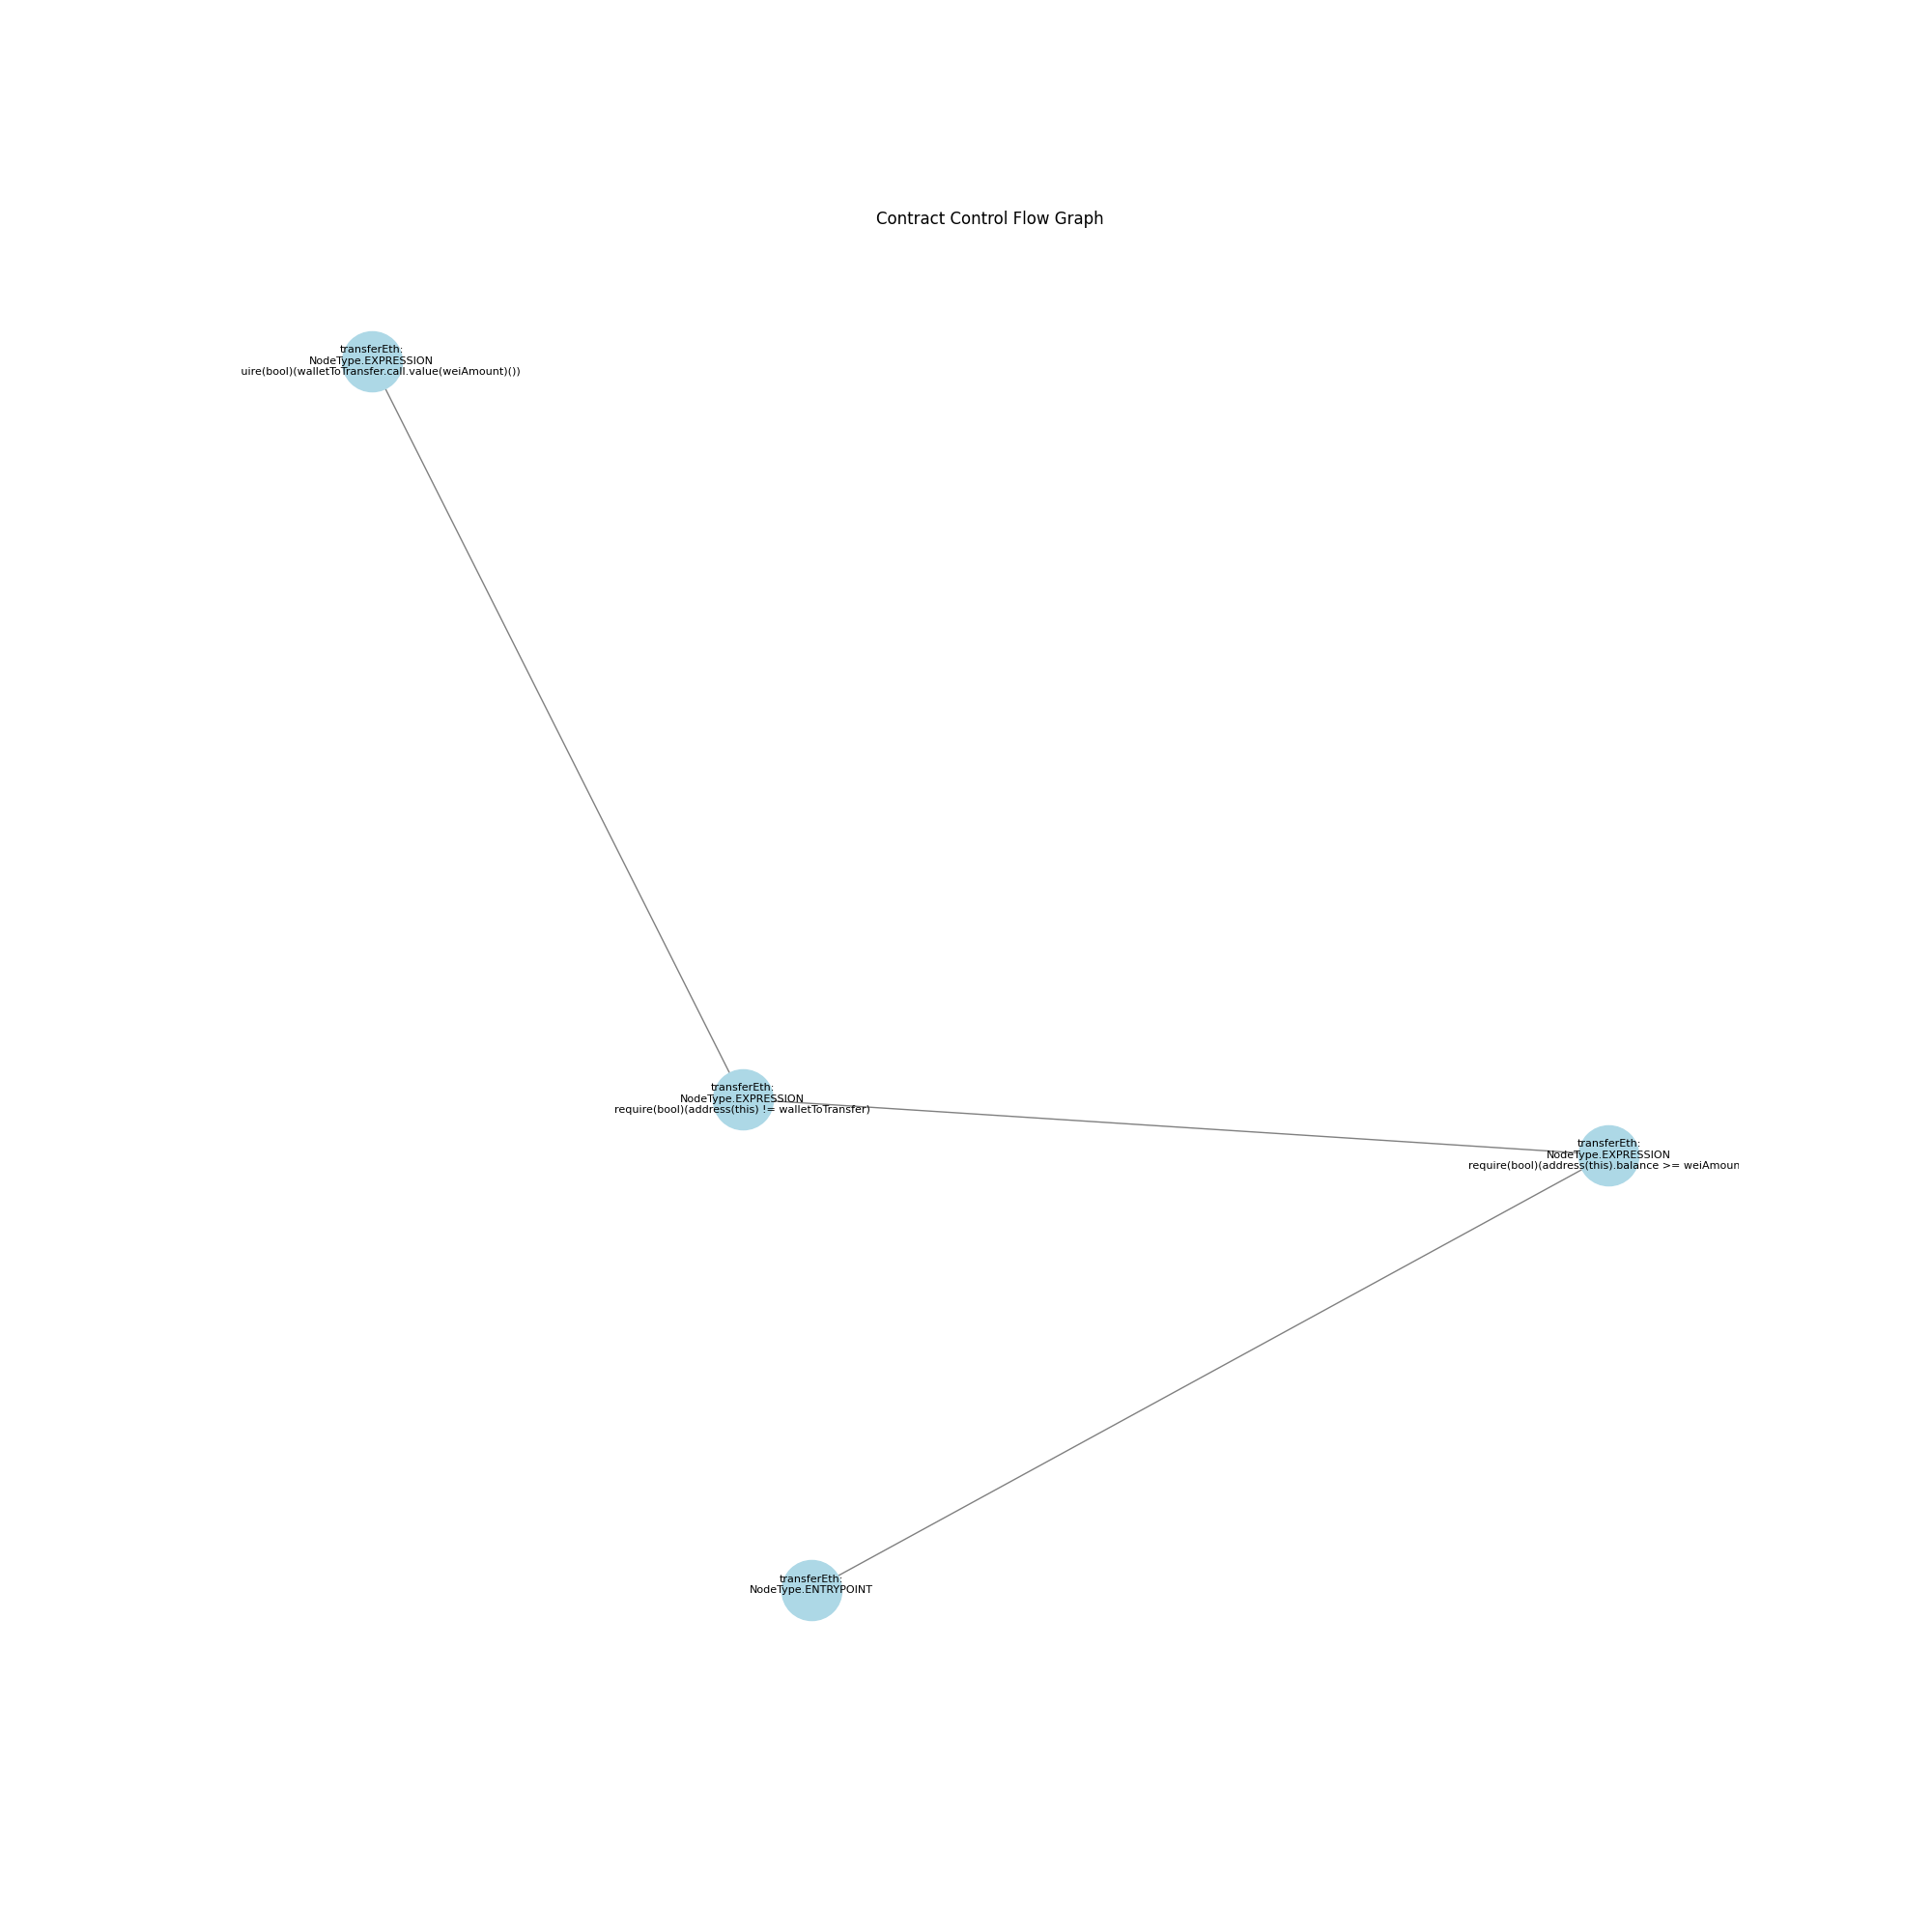 Contract Control Flow Graph
transferEth:
NodeType.EXPRESSION
uire(bool)(walletToTransfer.call.value(weiAmount)())
transferEth:
NodeType.EXPRESSION
require(bool)(address(this) != walletToTransfer)
transferEth:
NodeType.EXPRESSION
require(bool)(address(this).balance >= weiAmoun
transferEth:
NodeType.ENTRYPOINT